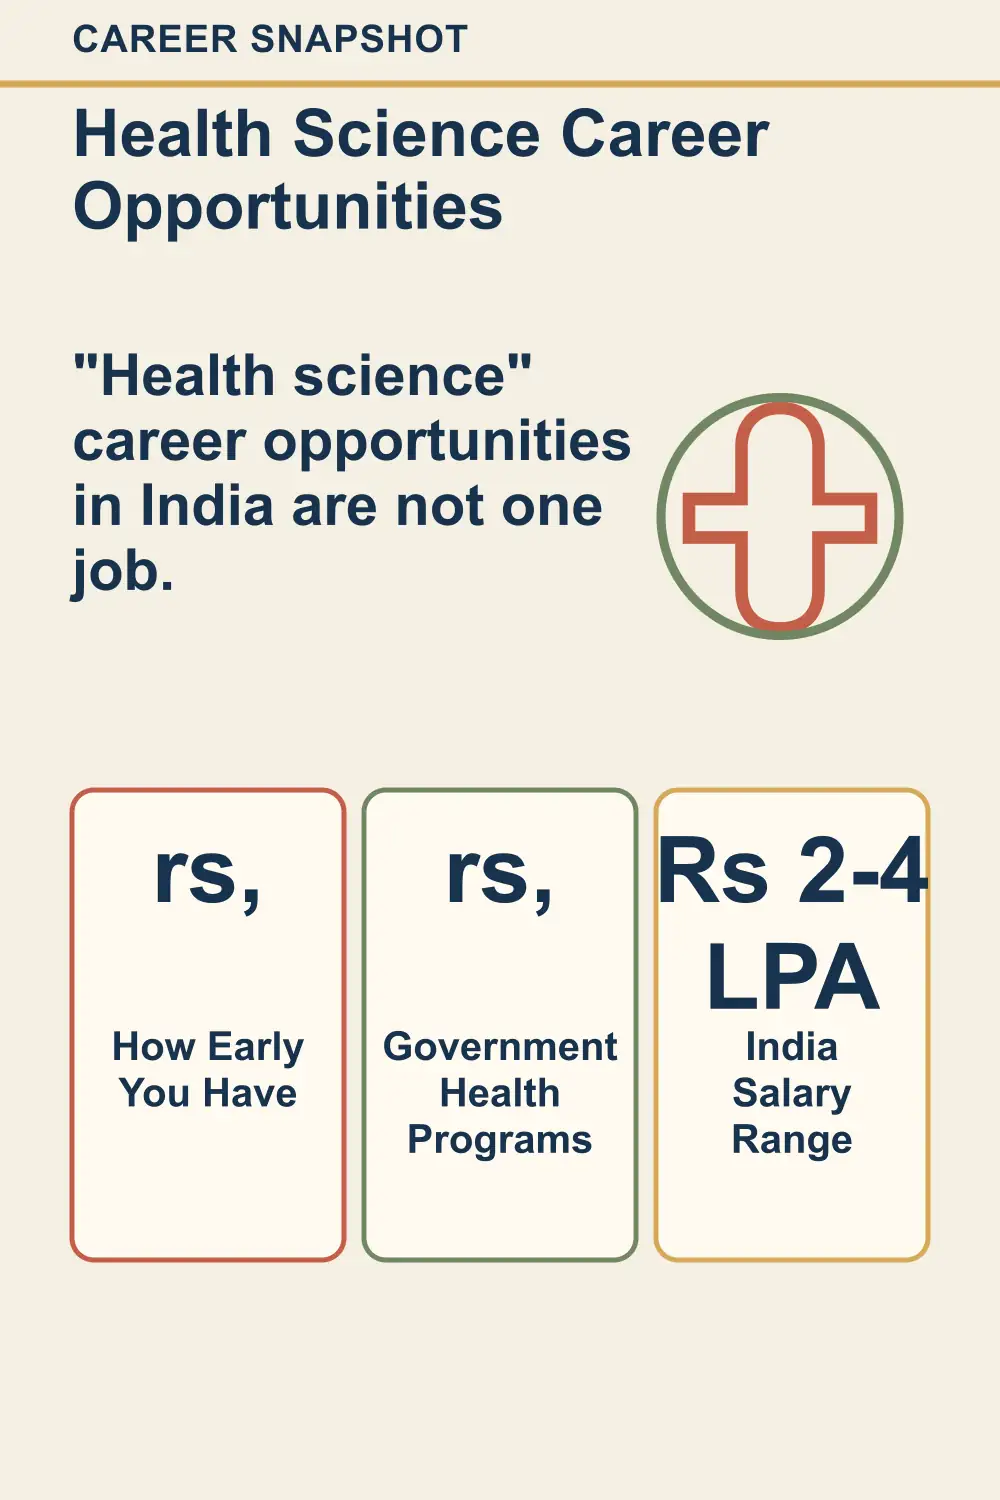 CAREER SNAPSHOT
Health Science Career
Opportunities
"Health science"
career opportunities
in India are not one
job.
rs,
How Early
You Have
rs,
Government
Health
Programs
Rs 2-4
LPA
India
Salary
Range